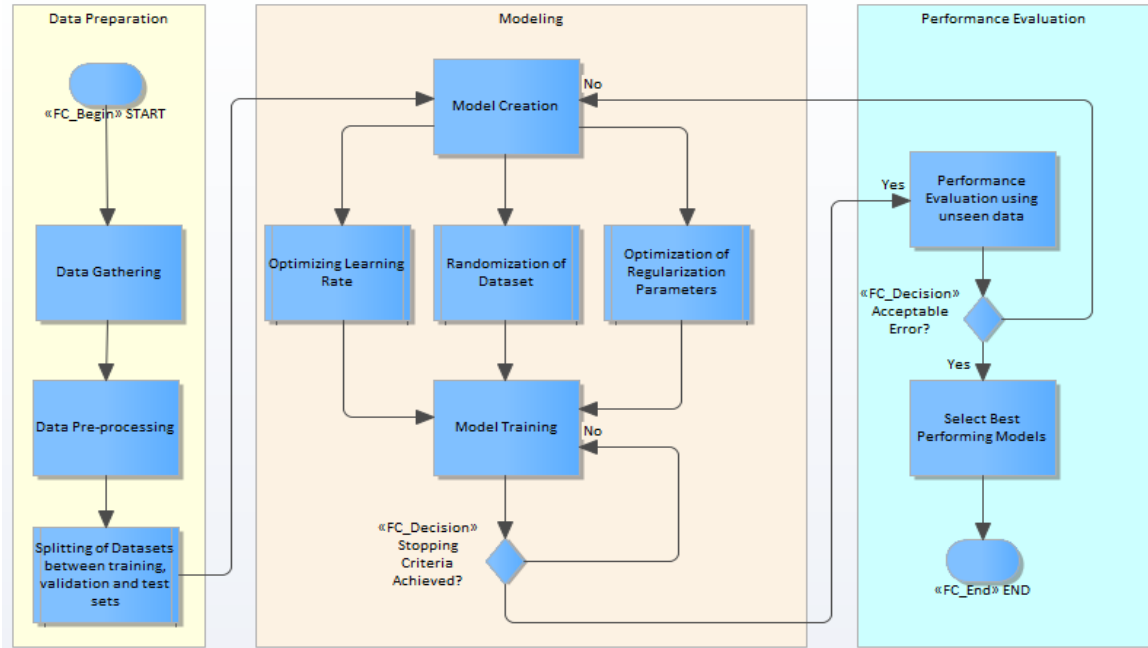 Data Preparation
«FC_Begin» START
Data Gathering
Data Pre-processing
Splitting of Datasets
between training,
validation and test
sets
Modeling
Model Creation
No
Optimizing Learning
Rate
Randomization of
Dataset
Optimization of
Regularization
Parameters
Model Training
No
«FC_Decision»
Stopping
Criteria
Achieved?
Performance Evaluation
Yes
Performance
Evaluation using
unseen data
«FC_Decision»
Acceptable
Error?
Yes
Select Best
Performing Models
«FC_End» END